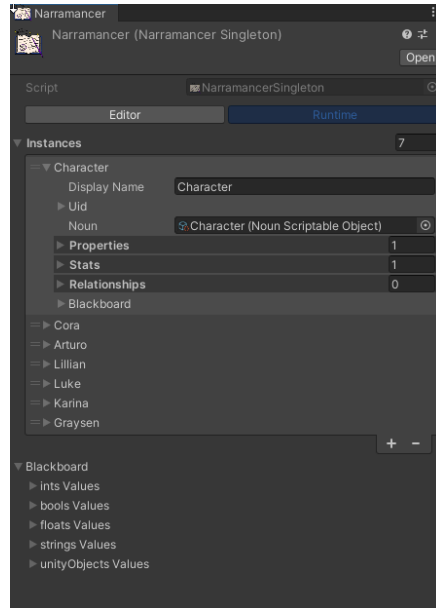 Narramancer
Narramancer (Narramancer Singleton)
Open
Script NarramancerSingleton
Editor Runtime
Instances 7
Character
Display Name Character
Uid
Noun Character (Noun Scriptable Object)
Properties 1
Stats 1
Relationships 0
Blackboard
Cora
Arturo
Lillian
Luke
Karina
Graysen
+ -
Blackboard
ints Values
bools Values
floats Values
strings Values
unityObjects Values